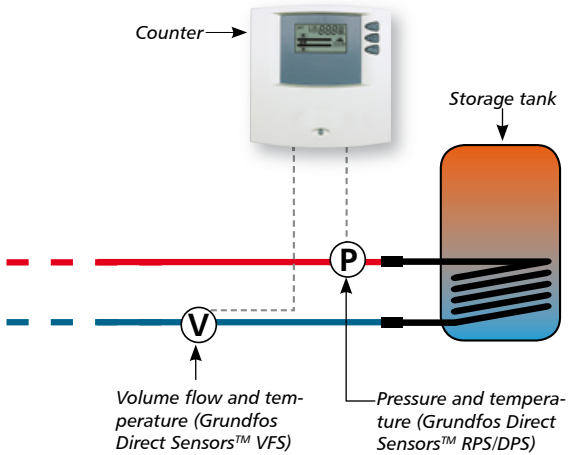 Counter
Storage tank
P
V
Volume flow and tem-
perature (Grundfos
Direct Sensors™ VFS)
Pressure and tempera-
ture (Grundfos Direct
Sensors™ RPS/DPS)